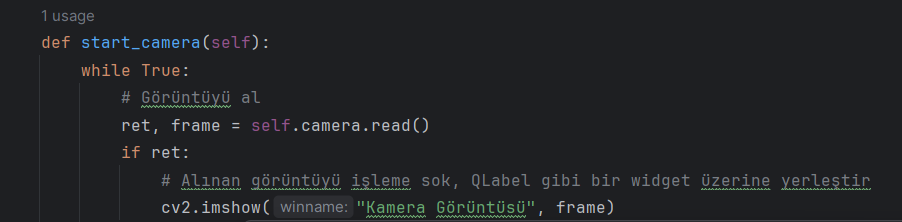 1 usage
def start_camera(self):
while True:
# Görüntüyü al
ret, frame = self.camera.read()
if ret:
# Alınan görüntüyü işleme sok, QLabel gibi bir widget üzerine yerleştir
cv2.imshow( winname: "Kamera Görüntüsü", frame)